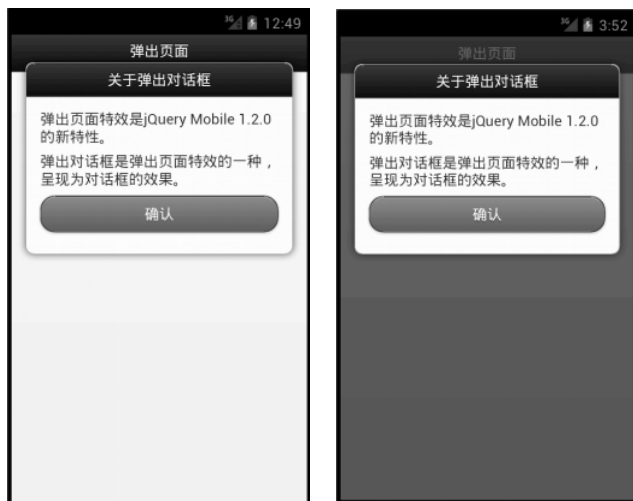 3G 12:49
弹出页面
关于弹出对话框
弹出页面特效是jQuery Mobile 1.2.0
的新特性。
弹出对话框是弹出页面特效的一种，
呈现为对话框的效果。
确认
3G 3:52
弹出页面
关于弹出对话框
弹出页面特效是jQuery Mobile 1.2.0
的新特性。
弹出对话框是弹出页面特效的一种，
呈现为对话框的效果。
确认